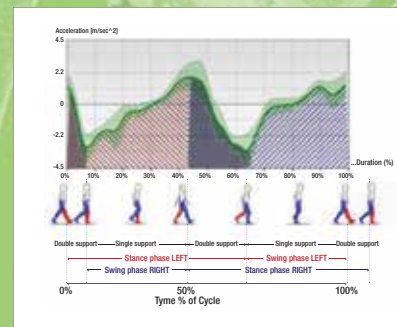 Acceleration [m/sec^2]
4.5
2.2
0
-2.2
-4.5
...Duration (%)
0% 10% 20% 30% 40% 50% 60% 70% 80% 90% 100%
Double support Single support Double support Single support Double support
Stance phase LEFT Swing phase LEFT
Swing phase RIGHT Stance phase RIGHT
0% 50% 100%
Tyme % of Cycle